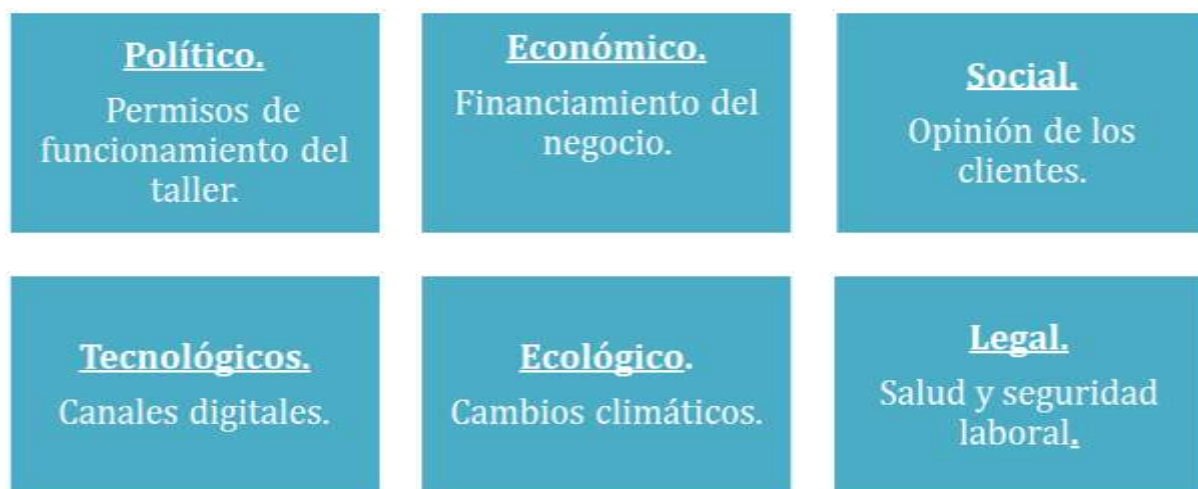 Político.
Permisos de
funcionamiento del
taller.
Económico.
Financiamiento del
negocio.
Social.
Opinión de los
clientes.
Tecnológicos.
Canales digitales.
Ecológico.
Cambios climáticos.
Legal.
Salud y seguridad
laboral.